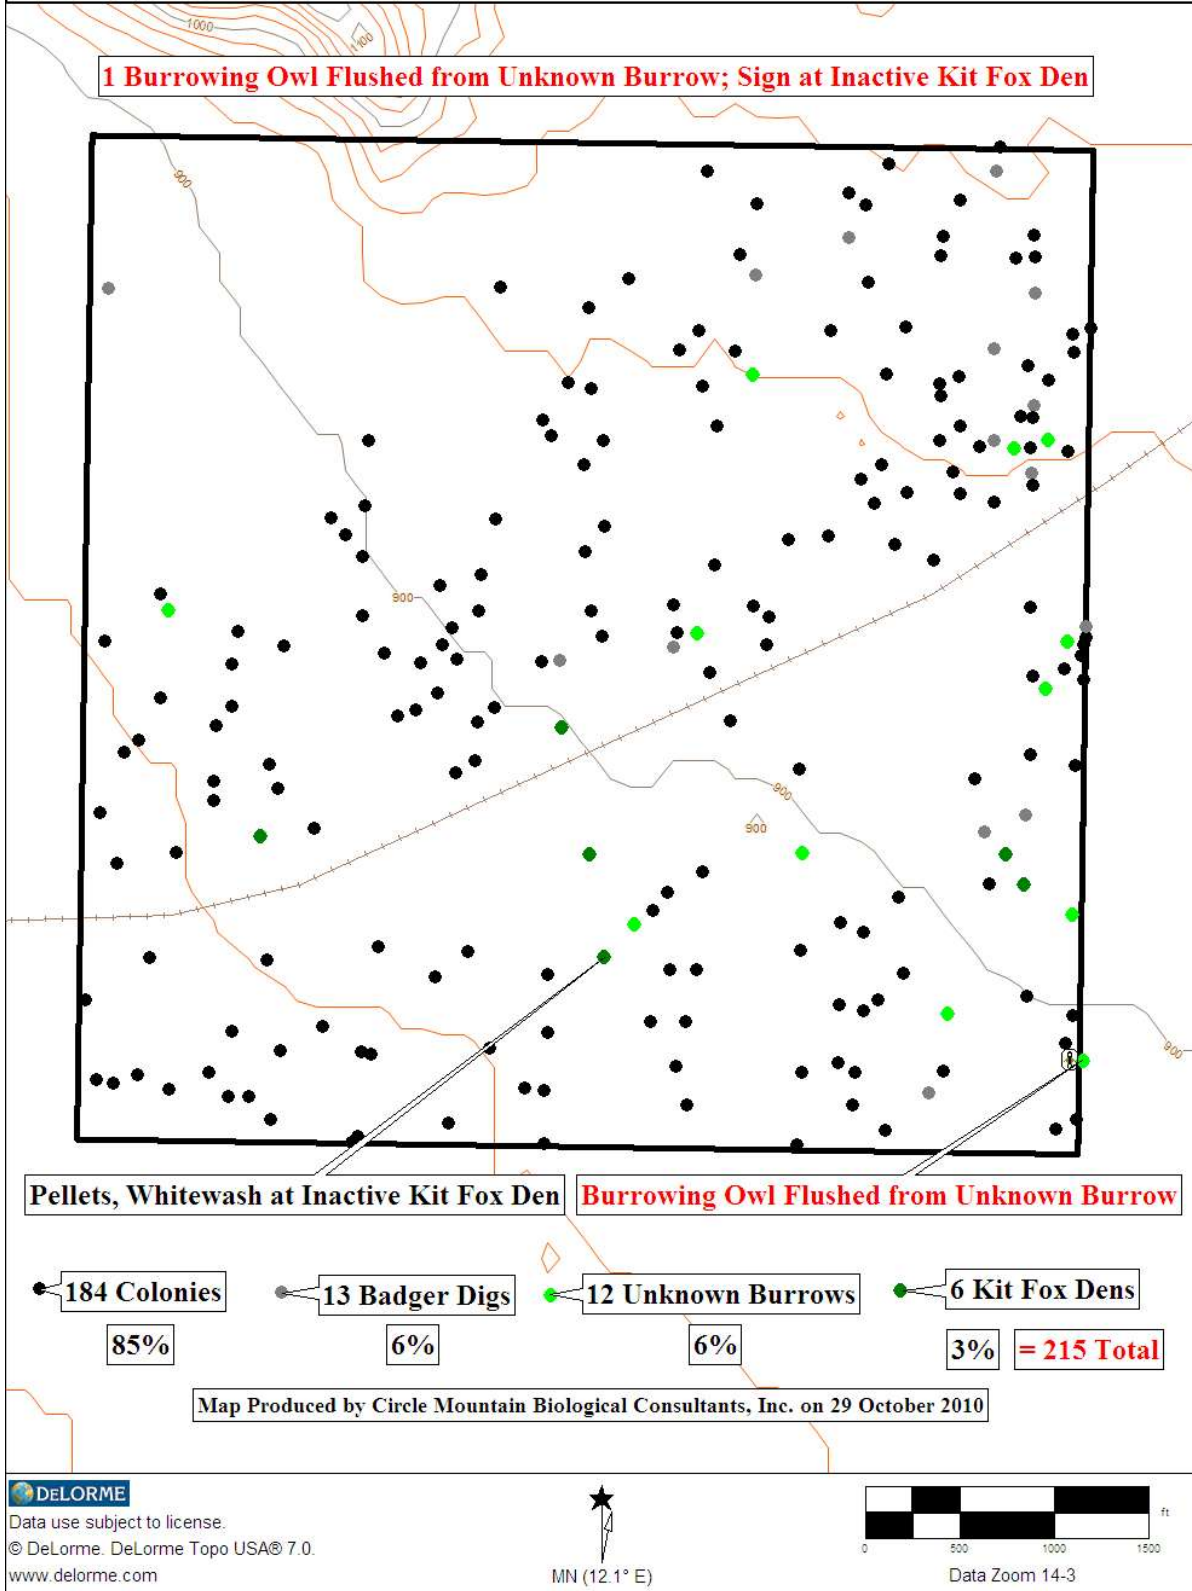 1000
1100
1 Burrowing Owl Flushed from Unknown Burrow; Sign at Inactive Kit Fox Den
900
900
900
900
900
Pellets, Whitewash at Inactive Kit Fox Den
Burrowing Owl Flushed from Unknown Burrow
184 Colonies
13 Badger Digs
12 Unknown Burrows
6 Kit Fox Dens
85%
6%
6%
3%
= 215 Total
Map Produced by Circle Mountain Biological Consultants, Inc. on 29 October 2010
DELORME
Data use subject to license.
© DeLorme. DeLorme Topo USA® 7.0.
www.delorme.com
MN (12.1° E)
ft
0 500 1000 1500
Data Zoom 14-3